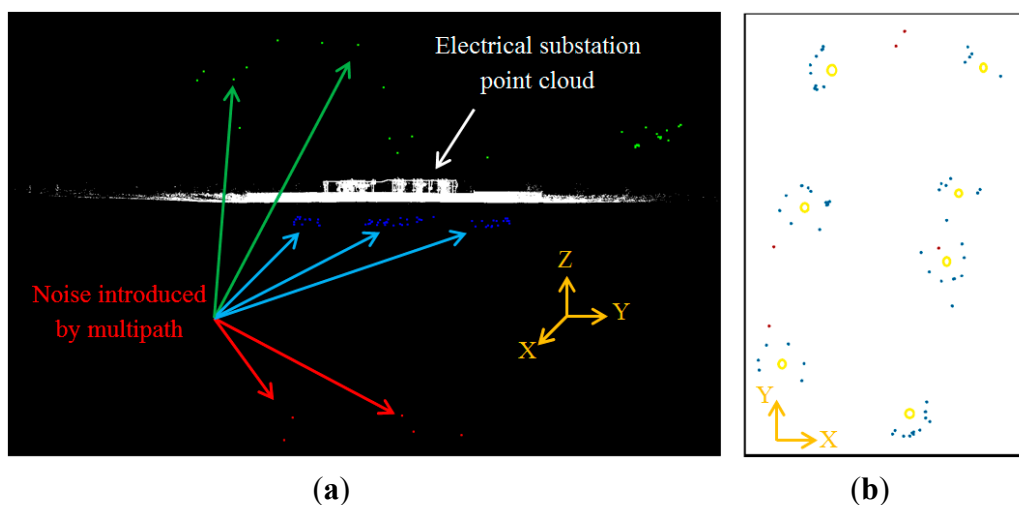 Electrical substation
point cloud
Noise introduced
by multipath
Z
Y
X
Y
X
(a)
(b)